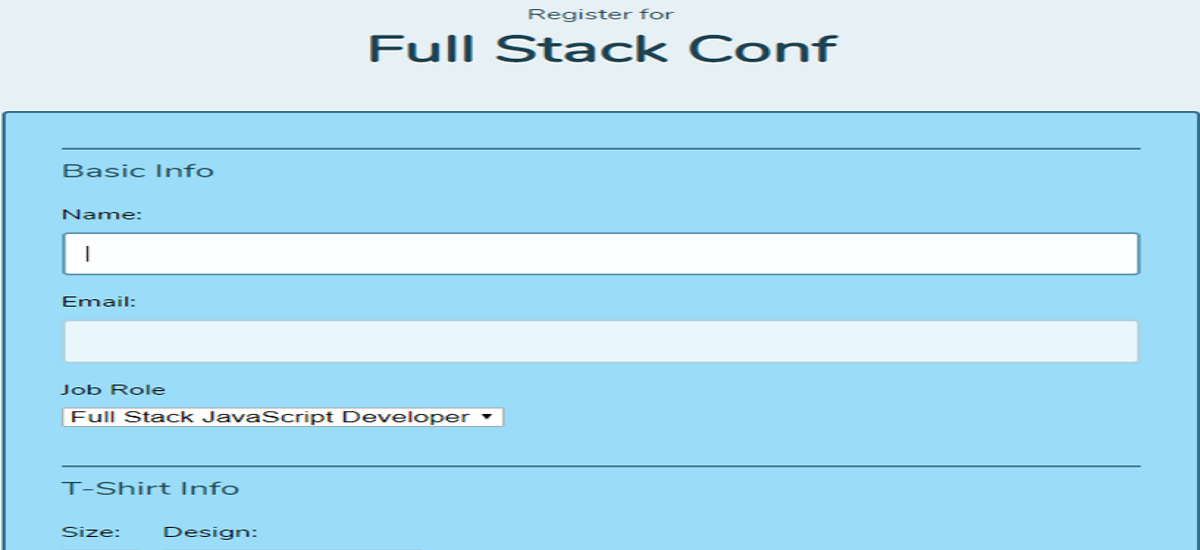 Register for
Full Stack Conf
Basic Info
Name:
Email:
Job Role
Full Stack JavaScript Developer
T-Shirt Info
Size: Design: